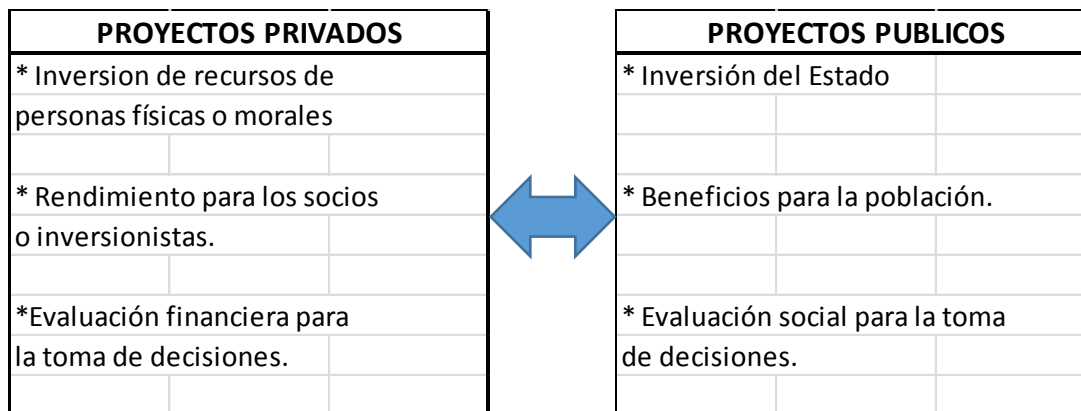 PROYECTOS PRIVADOS
* Inversion de recursos de
personas físicas o morales
* Rendimiento para los socios
o inversionistas.
*Evaluación financiera para
la toma de decisiones.
PROYECTOS PUBLICOS
* Inversión del Estado
* Beneficios para la población.
* Evaluación social para la toma
de decisiones.